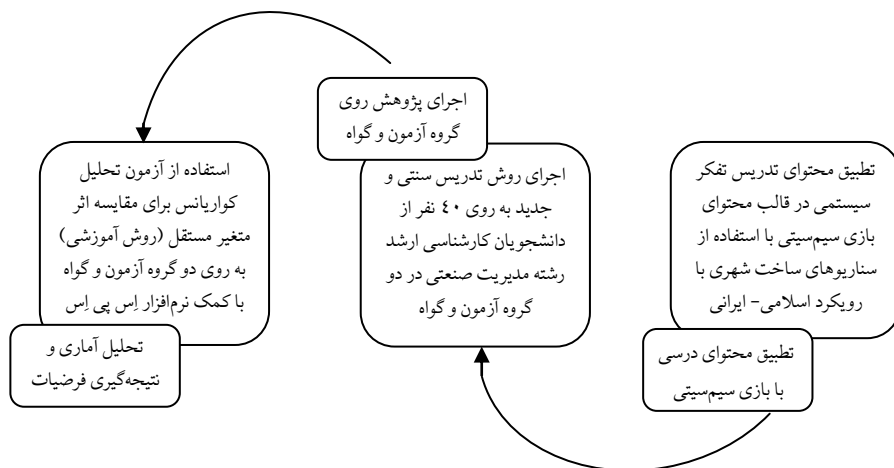 تطبیق محتوای تدریس تفکر
سیستمی در قالب محتوای
بازی سیم‌سیتی با استفاده از
سناریوهای ساخت شهری با
رویکرد اسلامی- ایرانی
تطبیق محتوای درسی
با بازی سیم‌سیتی
اجرای پژوهش روی
گروه آزمون و گواه
اجرای روش تدریس سنتی و
جدید به روی ٤٠ نفر از
دانشجویان کارشناسی ارشد
رشته مدیریت صنعتی در دو
گروه آزمون و گواه
استفاده از آزمون تحلیل
کواریانس برای مقایسه اثر
متغیر مستقل (روش آموزشی)
به روی دو گروه آزمون و گواه
با کمک نرم‌افزار اِس پی اِس
تحلیل آماری و
نتیجه‌گیری فرضیات